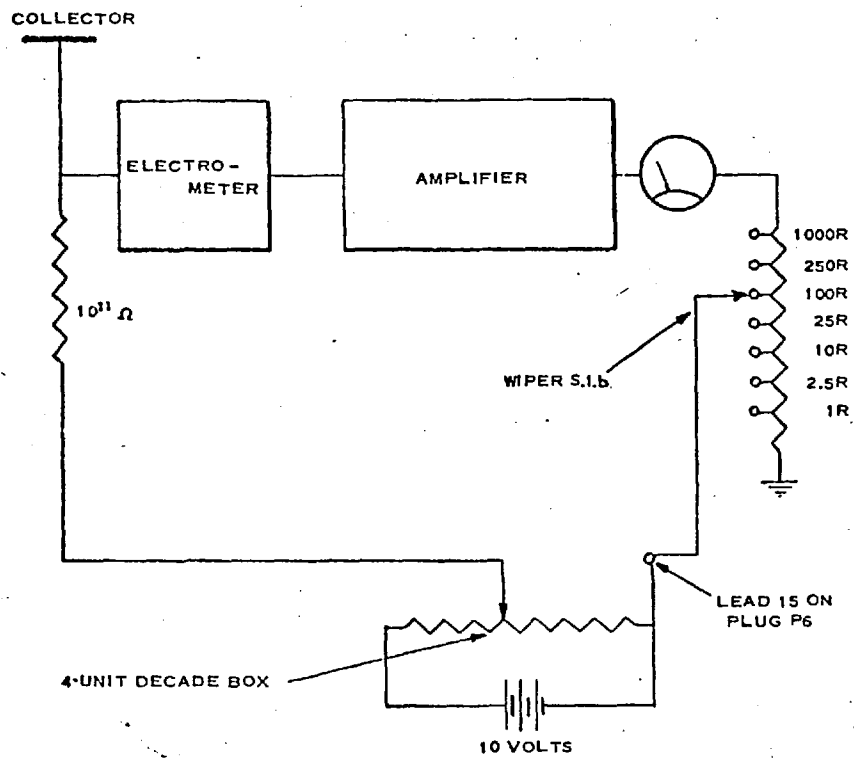 COLLECTOR
ELECTRO-
METER
AMPLIFIER
1000R
250R
100R
25R
10R
2.5R
1R
10¹¹ Ω
WIPER S.1.b.
LEAD 15 ON
PLUG P6
4-UNIT DECADE BOX
10 VOLTS